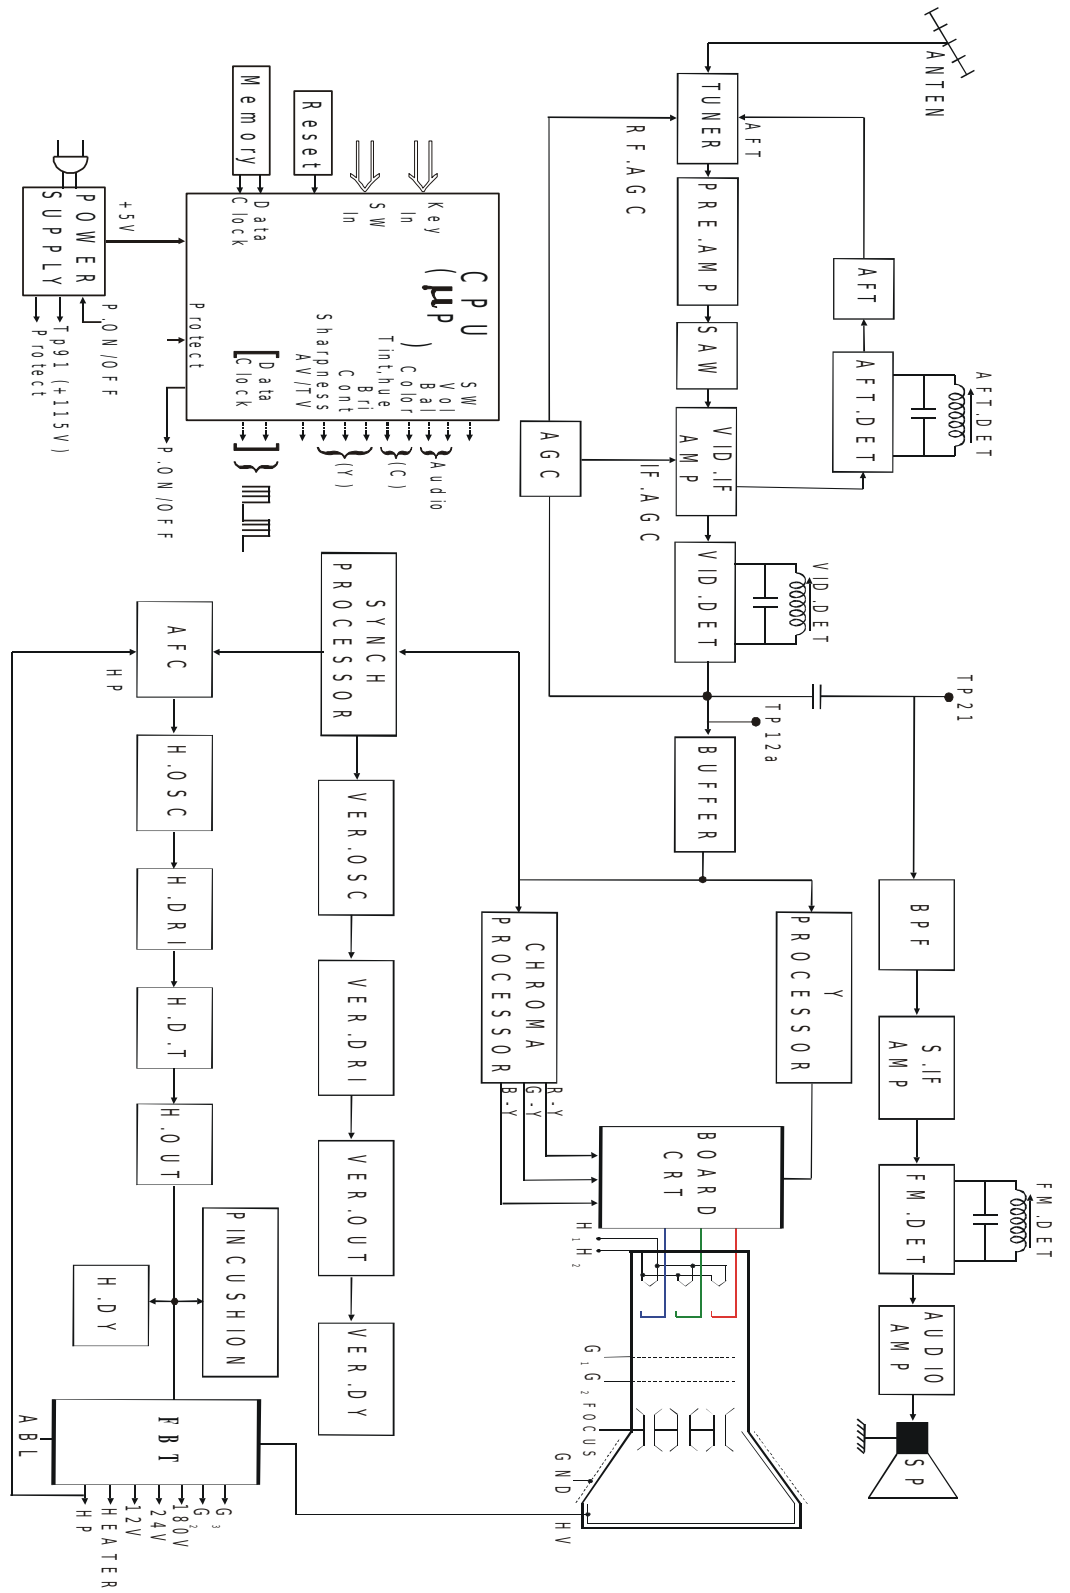 ANTEN
TUNER
AFT
RF.AGC
PRE.AMP
SAW
VID.IF
AMP
IF.AGC
AGC
AFT
AFT.DET
AFT.DET
VID.DET
VID.DET
TP12a
TP21
BUFFER
BPF
S.IF
AMP
FM.DET
FM.DET
AUDIO
AMP
SP
Y
PROCESSOR
CHROMA
PROCESSOR
R-Y
G-Y
B-Y
BOARD
CRT
H1
H2
G1
G2
FOCUS
GND
HV
Memory
Reset
Key
In
SW
In
Data
Clock
CPU
(μP)
SW
Vol
Bal
Color
Tint,hue
Bri
Cont
Sharpness
AV/TV
Data
Clock
Protect
Audio
(C)
(Y)
P.ON/OFF
POWER
SUPPLY
+5V
P.ON/OFF
Tp91 (+115V)
Protect
SYNCH
PROCESSOR
AFC
HP
VER.OSC
VER.DRI
VER.OUT
VER.DY
H.OSC
H.DRI
H.D.T
H.OUT
PINCUSHION
H.DY
FBT
ABL
G3
G2
180V
24V
12V
HEATER
HP